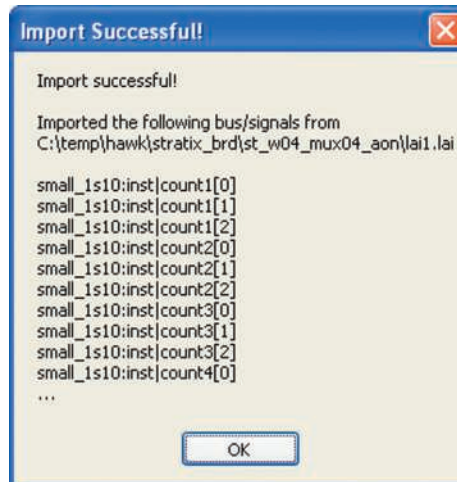 Import Successful!
Import successful!
Imported the following bus/signals from
C:\temp\hawk\stratix_brd\st_w04_mux04_aon\lai1.lai
small_1s10:inst|count1[0]
small_1s10:inst|count1[1]
small_1s10:inst|count1[2]
small_1s10:inst|count2[0]
small_1s10:inst|count2[1]
small_1s10:inst|count2[2]
small_1s10:inst|count3[0]
small_1s10:inst|count3[1]
small_1s10:inst|count3[2]
small_1s10:inst|count4[0]
...
OK